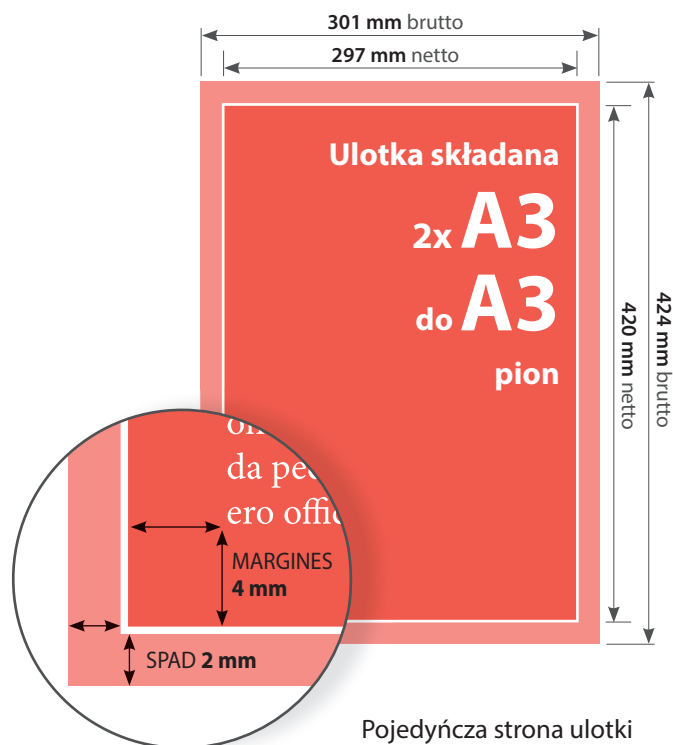 301 mm brutto
297 mm netto
Ulotka składana
2x A3
do A3
pion
420 mm netto
424 mm brutto
da pe
ero offic
MARGINES
4 mm
SPAD 2 mm
Pojedyńcza strona ulotki